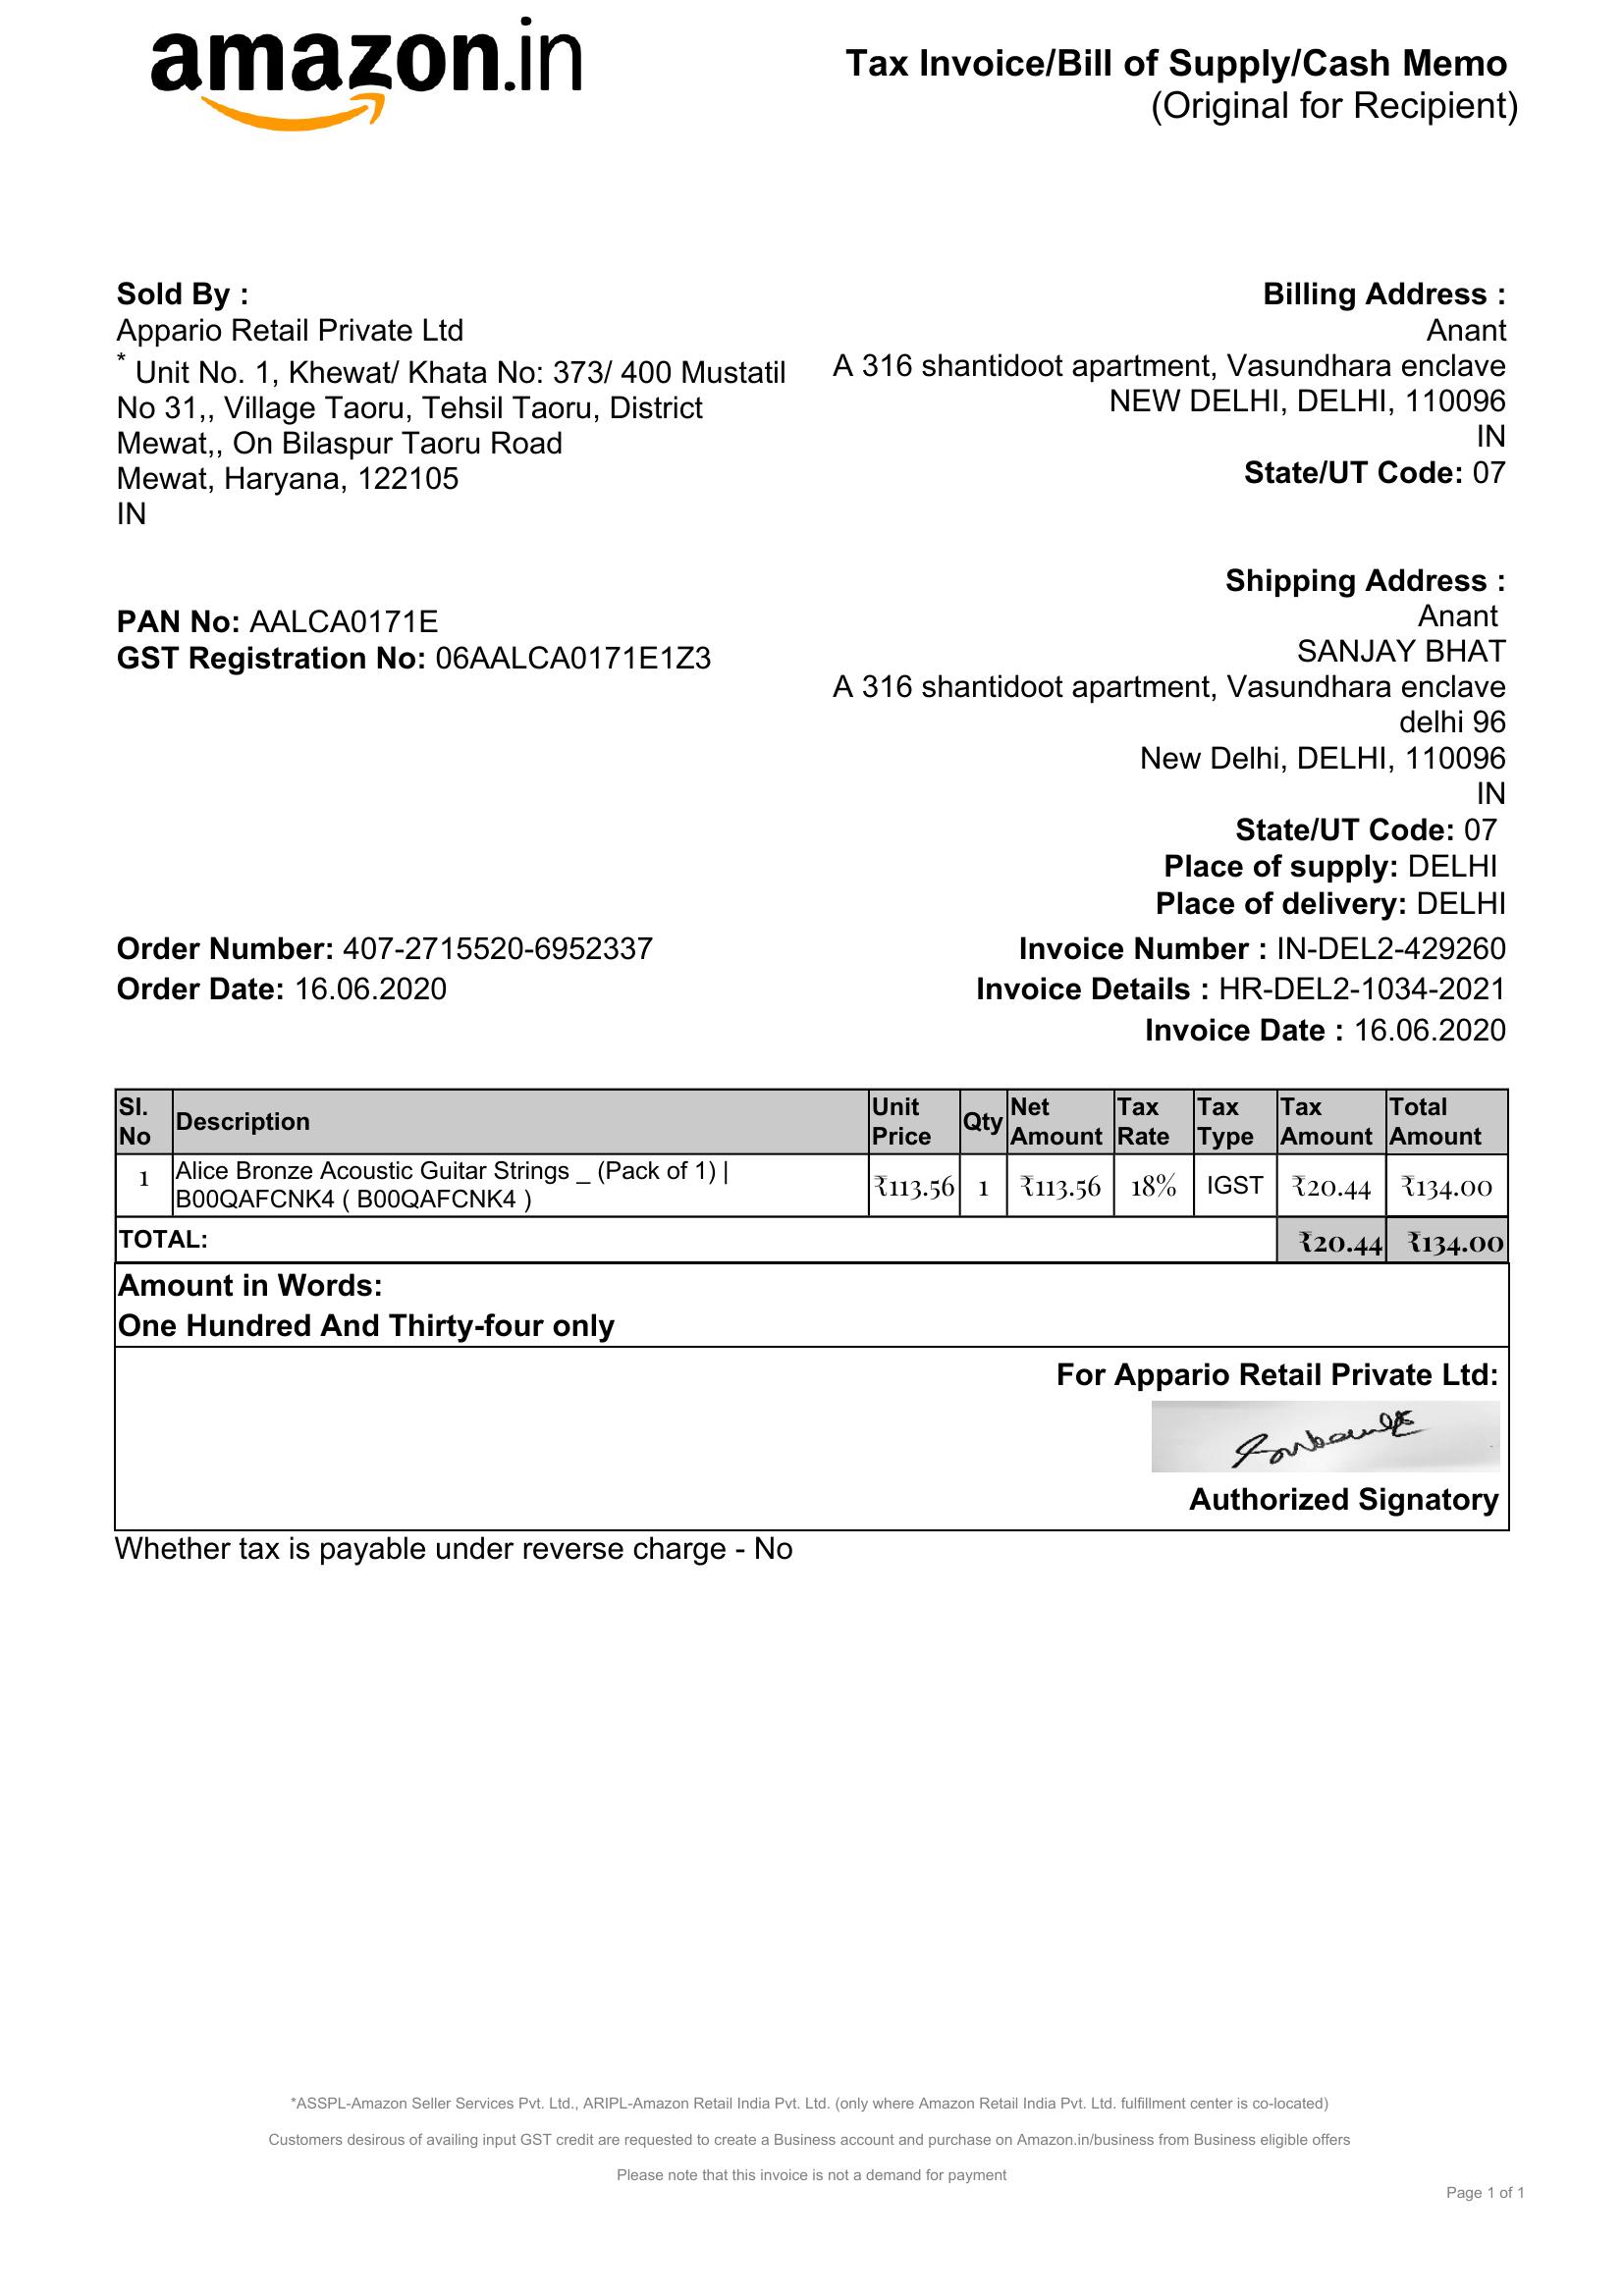 amazon.in
Tax Invoice/Bill of Supply/Cash Memo
(Original for Recipient)
Sold By :
Appario Retail Private Ltd
* Unit No. 1, Khewat/ Khata No: 373/ 400 Mustatil
No 31,, Village Taoru, Tehsil Taoru, District
Mewat,, On Bilaspur Taoru Road
Mewat, Haryana, 122105
IN
PAN No: AALCA0171E
GST Registration No: 06AALCA0171E1Z3
Billing Address :
Anant
A 316 shantidoot apartment, Vasundhara enclave
NEW DELHI, DELHI, 110096
IN
State/UT Code: 07
Shipping Address :
Anant
SANJAY BHAT
A 316 shantidoot apartment, Vasundhara enclave
delhi 96
New Delhi, DELHI, 110096
IN
State/UT Code: 07
Place of supply: DELHI
Place of delivery: DELHI
Order Number: 407-2715520-6952337
Order Date: 16.06.2020
Invoice Number : IN-DEL2-429260
Invoice Details : HR-DEL2-1034-2021
Invoice Date : 16.06.2020
Sl. No Description Unit Price Qty Net Amount Tax Rate Tax Type Tax Amount Total Amount
1 Alice Bronze Acoustic Guitar Strings _ (Pack of 1) |
B00QAFCNK4 ( B00QAFCNK4 ) ₹113.56 1 ₹113.56 18% IGST ₹20.44 ₹134.00
TOTAL: ₹20.44 ₹134.00
Amount in Words:
One Hundred And Thirty-four only
For Appario Retail Private Ltd:
Authorized Signatory
Whether tax is payable under reverse charge - No
*ASSPL-Amazon Seller Services Pvt. Ltd., ARIPL-Amazon Retail India Pvt. Ltd. (only where Amazon Retail India Pvt. Ltd. fulfillment center is co-located)
Customers desirous of availing input GST credit are requested to create a Business account and purchase on Amazon.in/business from Business eligible offers
Please note that this invoice is not a demand for payment
Page 1 of 1